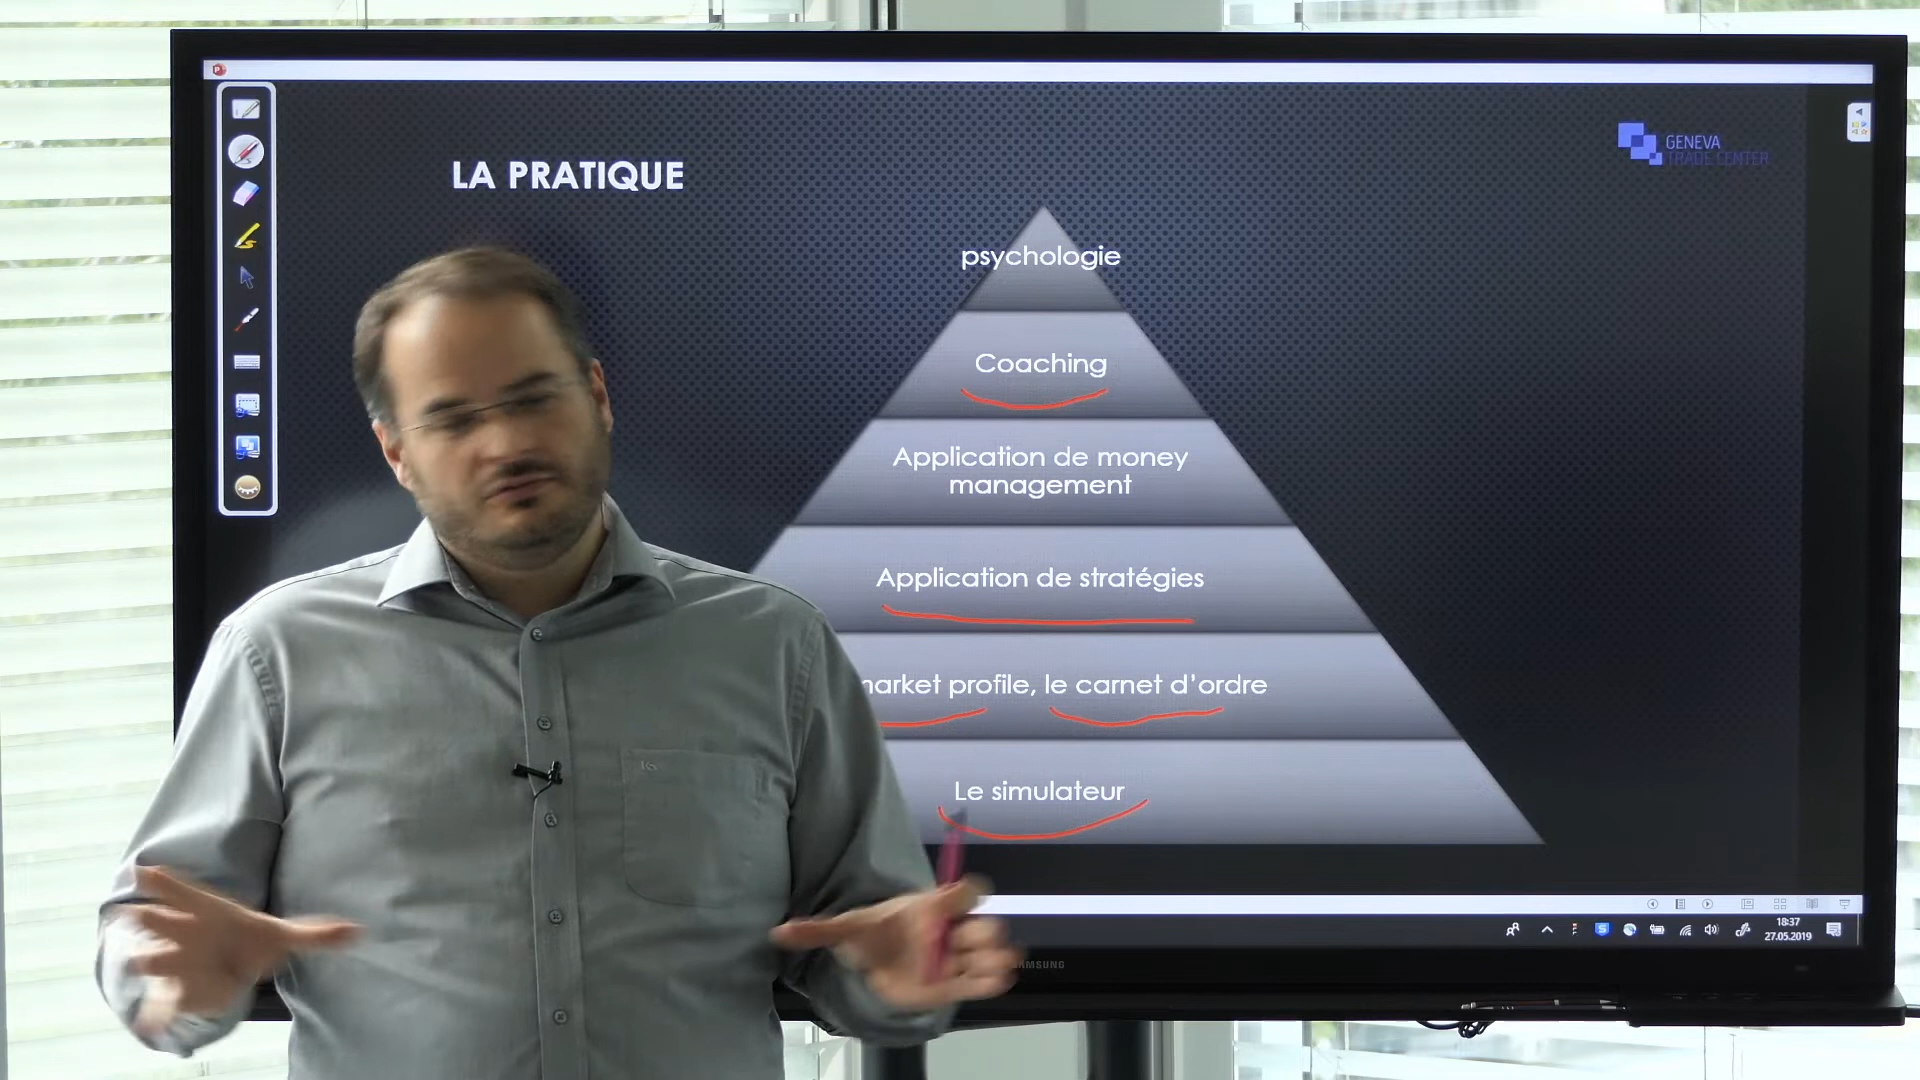 LA PRATIQUE
GENEVA
TRADE CENTER
psychologie
Coaching
Application de money
management
Application de stratégies
profile, le carnet d'ordre
Le simulateur
18:37
27.05.2019